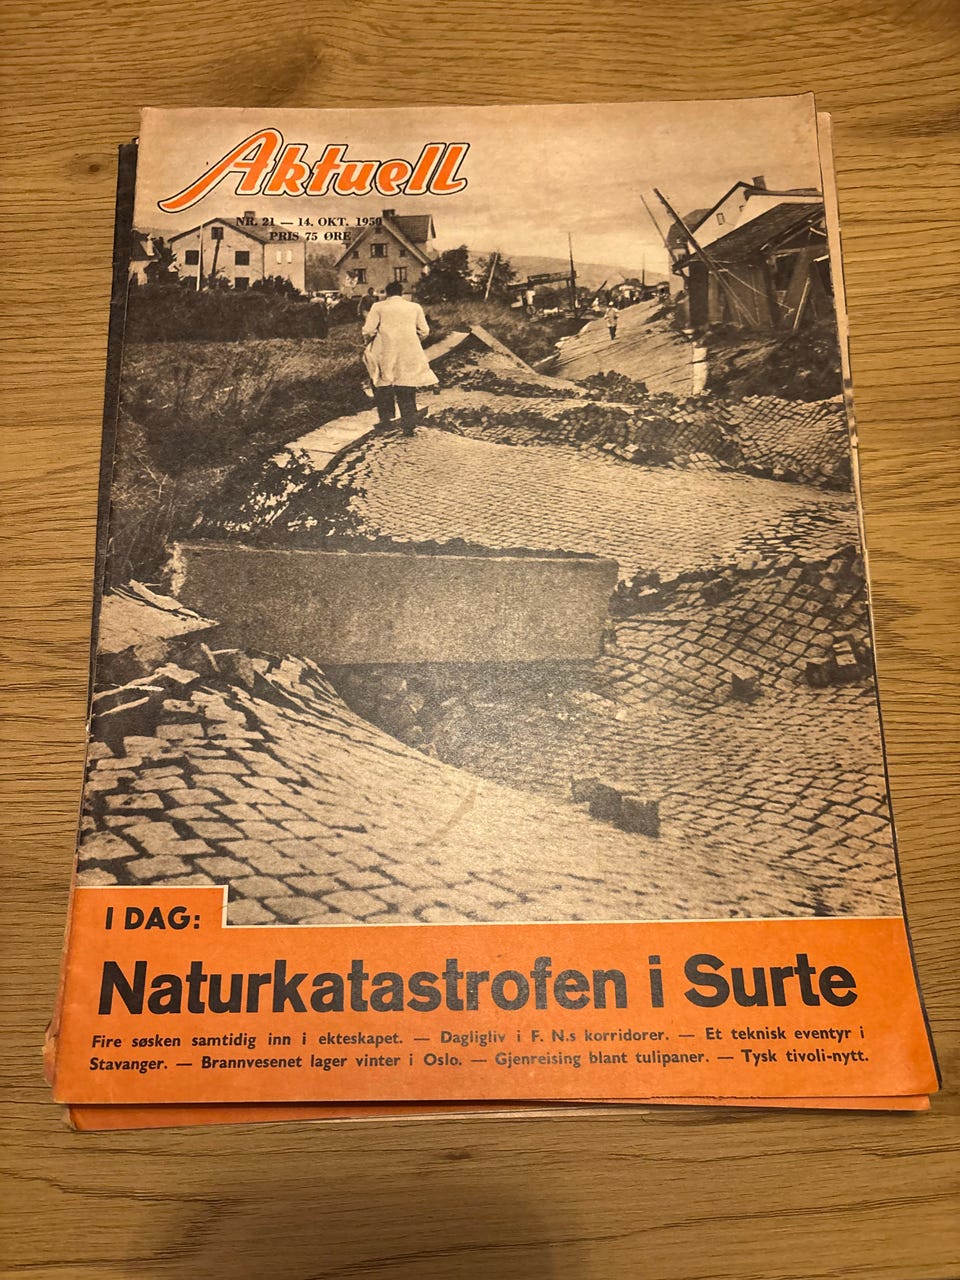 Aktuell
NR. 21 — 14. OKT. 1950
PRIS 75 ØRE
I DAG:
Naturkatastrofen i Surte
Fire søsken samtidig inn i ekteskapet. — Dagligliv i F. N.s korridorer. — Et teknisk eventyr i
Stavanger. — Brannvesenet lager vinter i Oslo. — Gjenreising blant tulipaner. — Tysk tivoli-nytt.